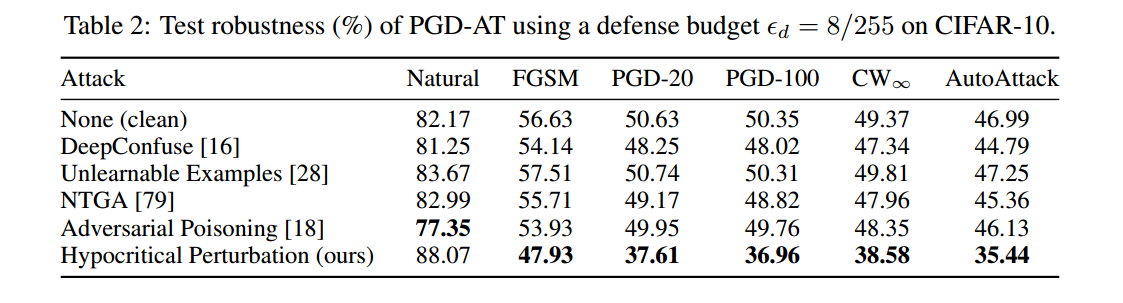 Table 2: Test robustness (%) of PGD-AT using a defense budget ϵd = 8/255 on CIFAR-10.
Attack Natural FGSM PGD-20 PGD-100 CW∞ AutoAttack
None (clean) 82.17 56.63 50.63 50.35 49.37 46.99
DeepConfuse [16] 81.25 54.14 48.25 48.02 47.34 44.79
Unlearnable Examples [28] 83.67 57.51 50.74 50.31 49.81 47.25
NTGA [79] 82.99 55.71 49.17 48.82 47.96 45.36
Adversarial Poisoning [18] 77.35 53.93 49.95 49.76 48.35 46.13
Hypocritical Perturbation (ours) 88.07 47.93 37.61 36.96 38.58 35.44